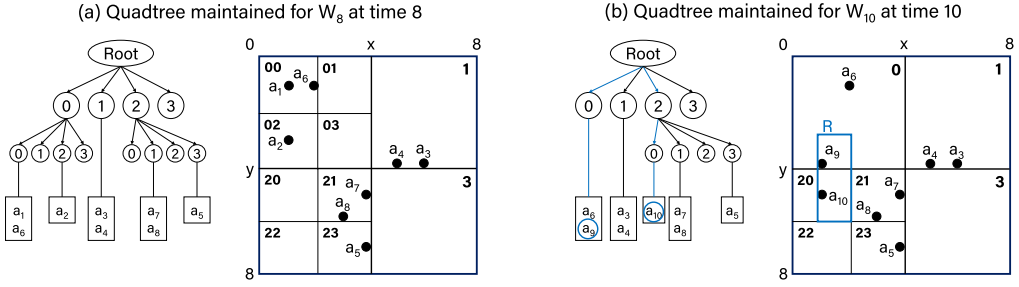 (a) Quadtree maintained for W8 at time 8
Root
0 1 2 3
0 1 2 3 0 1 2 3
a1
a6
a2
a3
a4
a7
a8
a5
0 x 8
y
8
00 01 1
a1 a6
02 03
a2
a4 a3
20 21 3
a7
a8
22 23
a5
(b) Quadtree maintained for W10 at time 10
Root
0 1 2 3
0 1 2 3
a6
a9
a3
a4
a10
a7
a8
a5
0 x 8
y
8
0 1
a6
R
a9
a4 a3
20 21 3
a10
a7
a8
22 23
a5